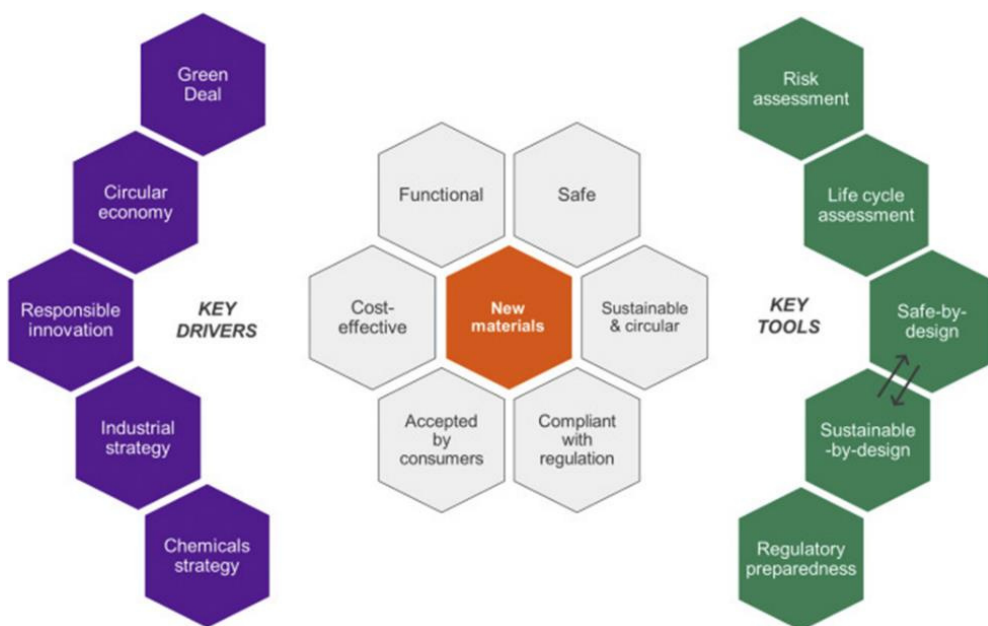 Green
Deal
Circular
economy
Responsible
innovation
Industrial
strategy
Chemicals
strategy
KEY
DRIVERS
Functional
Safe
Cost-
effective
New
materials
Sustainable
& circular
Accepted
by
consumers
Compliant
with
regulation
KEY
TOOLS
Risk
assessment
Life cycle
assessment
Safe-by-
design
Sustainable
-by-design
Regulatory
preparedness